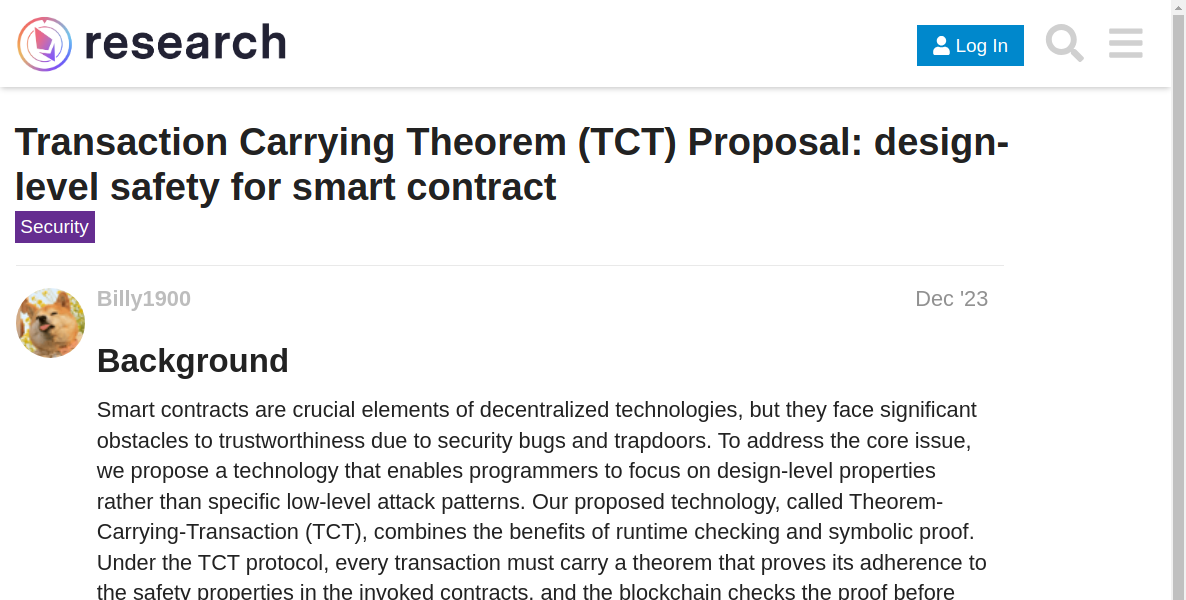 research
Log In
Transaction Carrying Theorem (TCT) Proposal: design-
level safety for smart contract
Security
Billy1900
Dec '23
Background
Smart contracts are crucial elements of decentralized technologies, but they face significant
obstacles to trustworthiness due to security bugs and trapdoors. To address the core issue,
we propose a technology that enables programmers to focus on design-level properties
rather than specific low-level attack patterns. Our proposed technology, called Theorem-
Carrying-Transaction (TCT), combines the benefits of runtime checking and symbolic proof.
Under the TCT protocol, every transaction must carry a theorem that proves its adherence to
the safety properties in the invoked contracts, and the blockchain checks the proof before